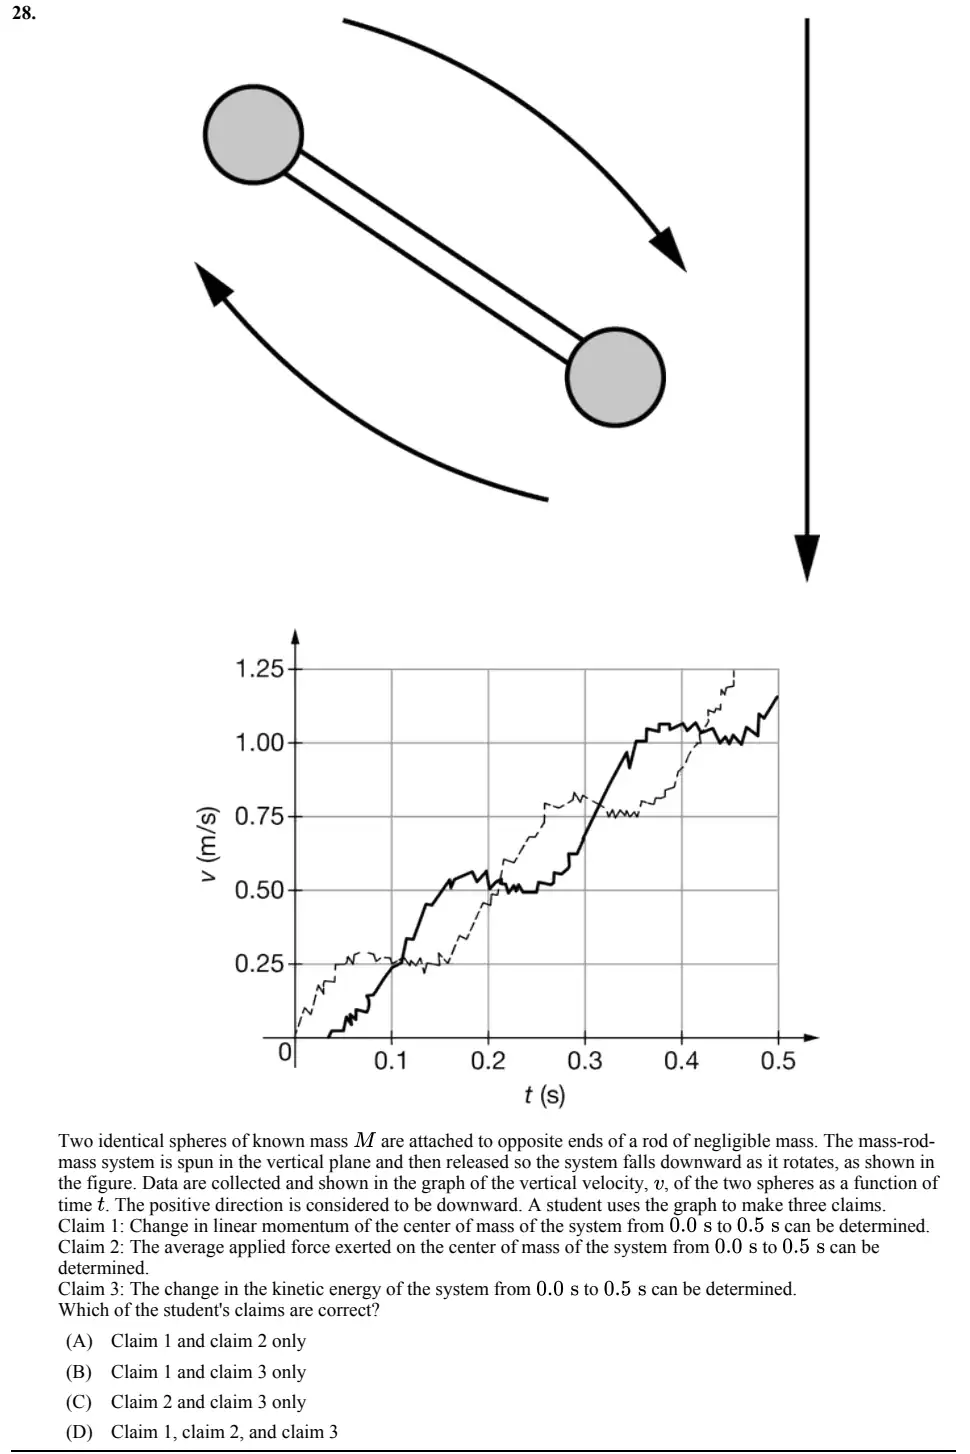 28.
1.25
1.00
0.75
0.50
0.25
0
0.1 0.2 0.3 0.4 0.5
v (m/s)
t (s)
Two identical spheres of known mass M are attached to opposite ends of a rod of negligible mass. The mass-rod-
mass system is spun in the vertical plane and then released so the system falls downward as it rotates, as shown in
the figure. Data are collected and shown in the graph of the vertical velocity, v, of the two spheres as a function of
time t. The positive direction is considered to be downward. A student uses the graph to make three claims.
Claim 1: Change in linear momentum of the center of mass of the system from 0.0 s to 0.5 s can be determined.
Claim 2: The average applied force exerted on the center of mass of the system from 0.0 s to 0.5 s can be
determined.
Claim 3: The change in the kinetic energy of the system from 0.0 s to 0.5 s can be determined.
Which of the student's claims are correct?
(A) Claim 1 and claim 2 only
(B) Claim 1 and claim 3 only
(C) Claim 2 and claim 3 only
(D) Claim 1, claim 2, and claim 3